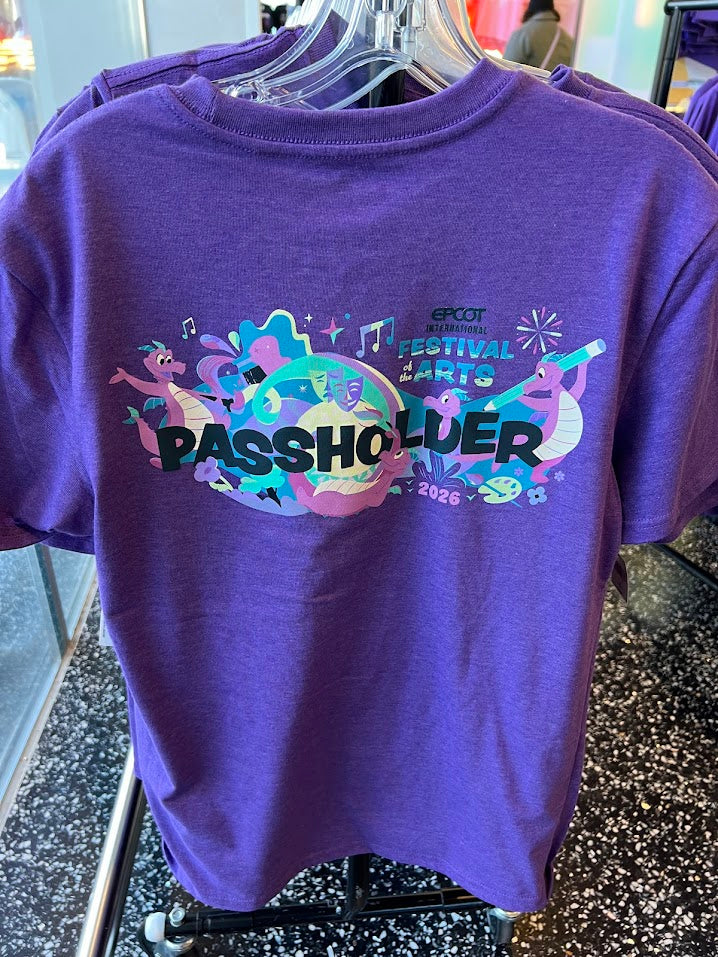 EPCOT
INTERNATIONAL
FESTIVAL
of the ARTS
PASSHOLDER
2026